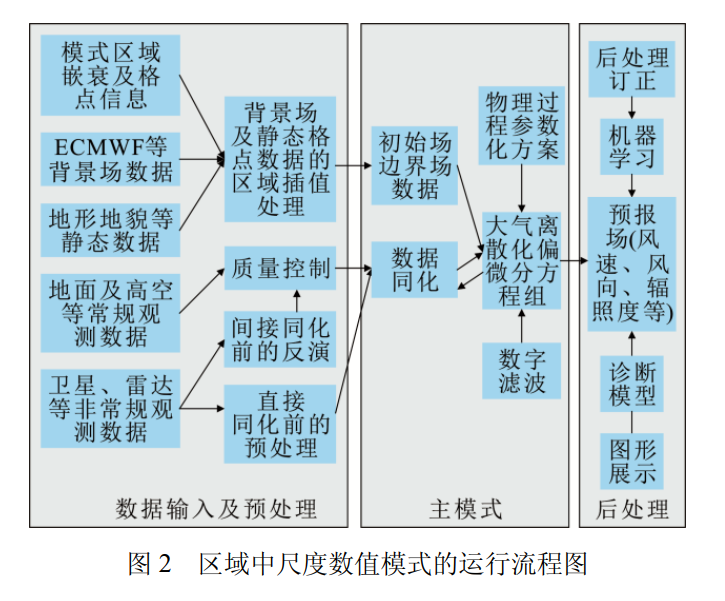 模式区域
嵌衰及格
点信息
ECMWF等
背景场数据
地形地貌等
静态数据
地面及高空
等常规观
测数据
卫星、雷达
等非常规观
测数据
背景场
及静态格
点数据的
区域插值
处理
质量控制
间接同化
前的反演
直接
同化前的
预处理
数据输入及预处理
初始场
边界场
数据
数据
同化
物理过
程参数
化方案
大气离
散化偏
微分方
程组
数字
滤波
主模式
后处理
订正
机器
学习
预报
场(风
速、风
向、辐
照度等)
诊断
模型
图形
展示
后处理
图 2 区域中尺度数值模式的运行流程图